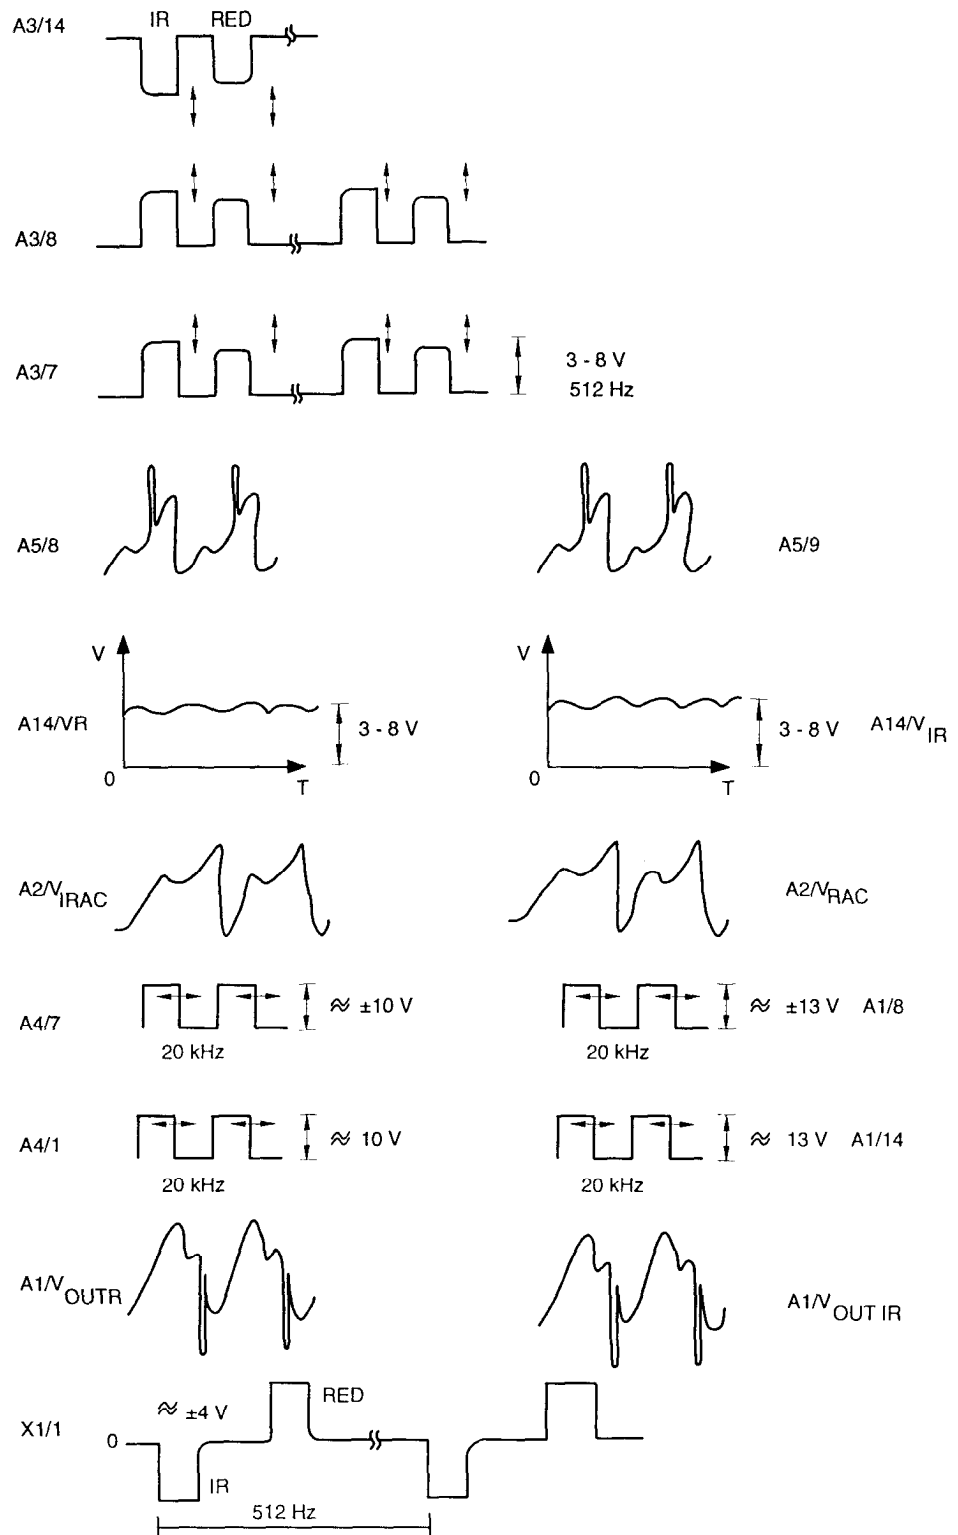 A3/14 IR RED
A3/8
A3/7 3 - 8 V
512 Hz
A5/8 A5/9
V V
A14/VR 3 - 8 V 3 - 8 V A14/VIR
0 T 0 T
A2/VIRAC A2/VRAC
A4/7 ≈ ±10 V ≈ ±13 V A1/8
20 kHz 20 kHz
A4/1 ≈ 10 V ≈ 13 V A1/14
20 kHz 20 kHz
A1/VOUTR A1/VOUT IR
≈ ±4 V RED
X1/1 0
IR
512 Hz